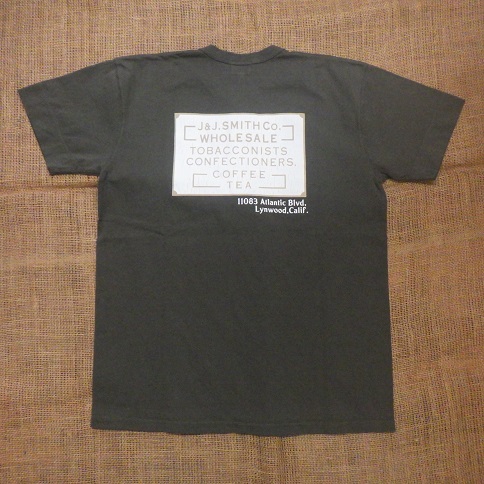 J&J.SMITH CO.
WHOLESALE
TOBACCONISTS
CONFECTIONERS.
COFFEE
TEA
11083 Atlantic Blvd.
Lynwood,Calif.